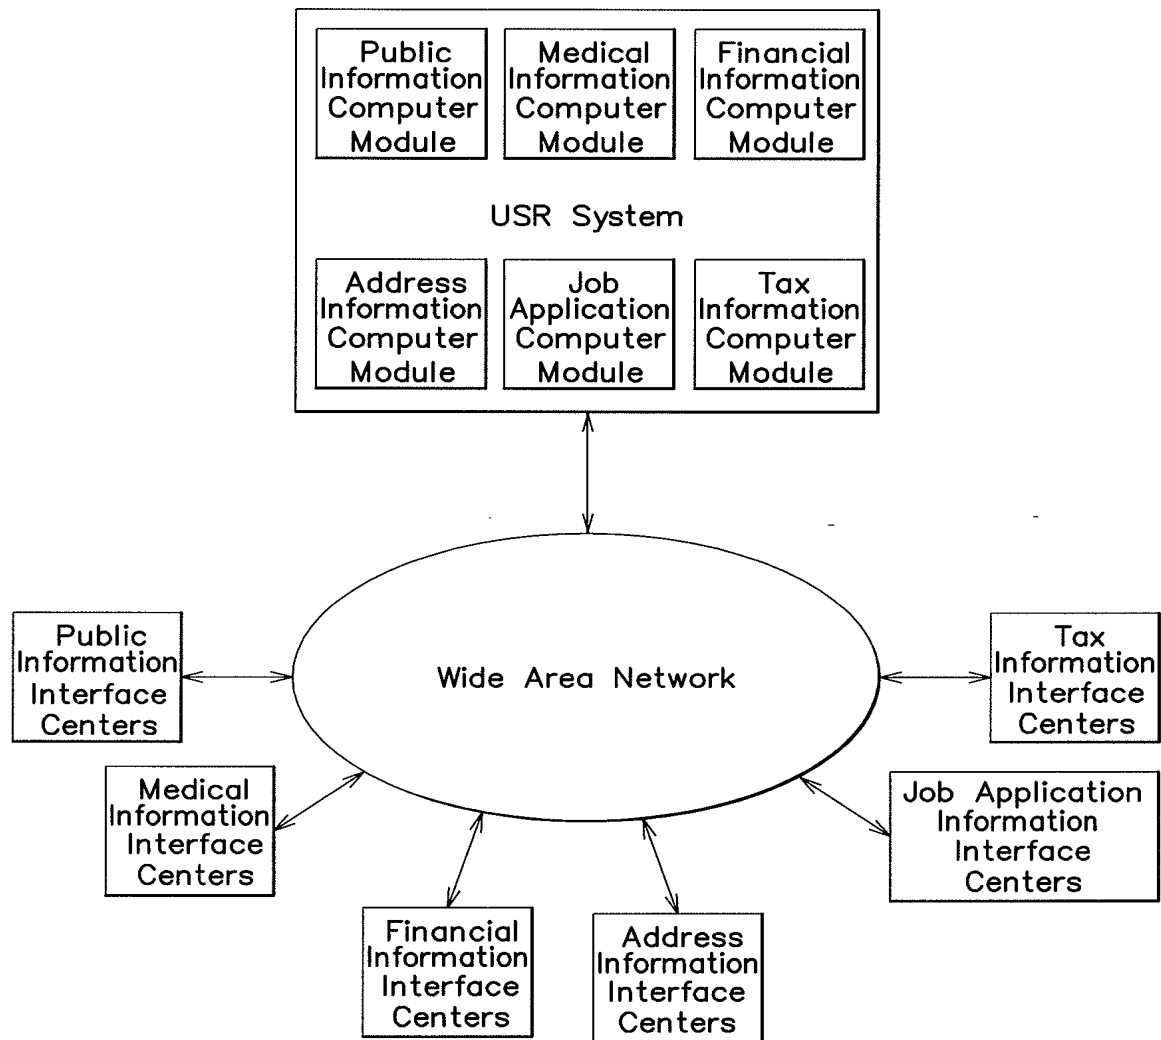 Public
Information
Computer
Module
Medical
Information
Computer
Module
Financial
Information
Computer
Module
USR System
Address
Information
Computer
Module
Job
Application
Computer
Module
Tax
Information
Computer
Module
Wide Area Network
Public
Information
Interface
Centers
Tax
Information
Interface
Centers
Medical
Information
Interface
Centers
Job Application
Information
Interface
Centers
Financial
Information
Interface
Centers
Address
Information
Interface
Centers